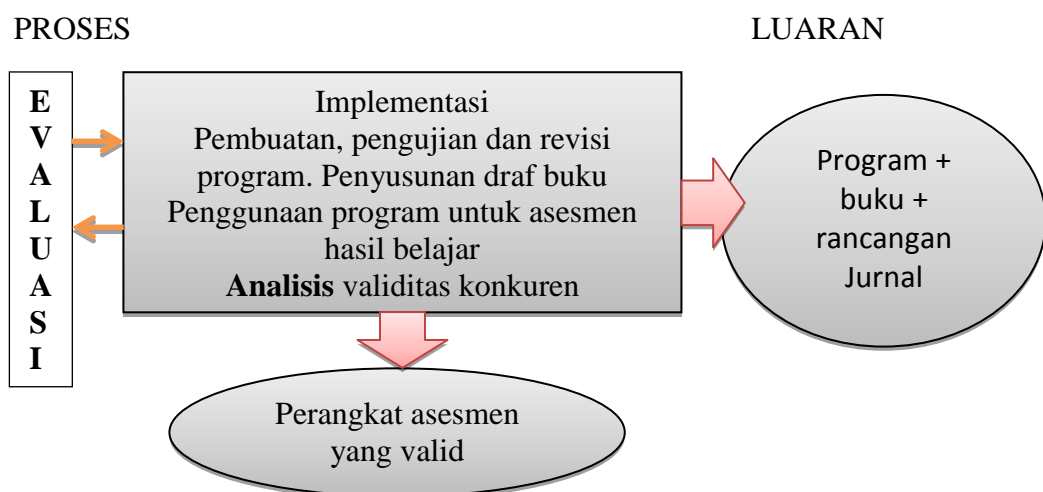 PROSES
LUARAN
E
V
A
L
U
A
S
I
Implementasi
Pembuatan, pengujian dan revisi
program. Penyusunan draf buku
Penggunaan program untuk asesmen
hasil belajar
Analisis validitas konkuren
Program +
buku +
rancangan
Jurnal
Perangkat asesmen
yang valid